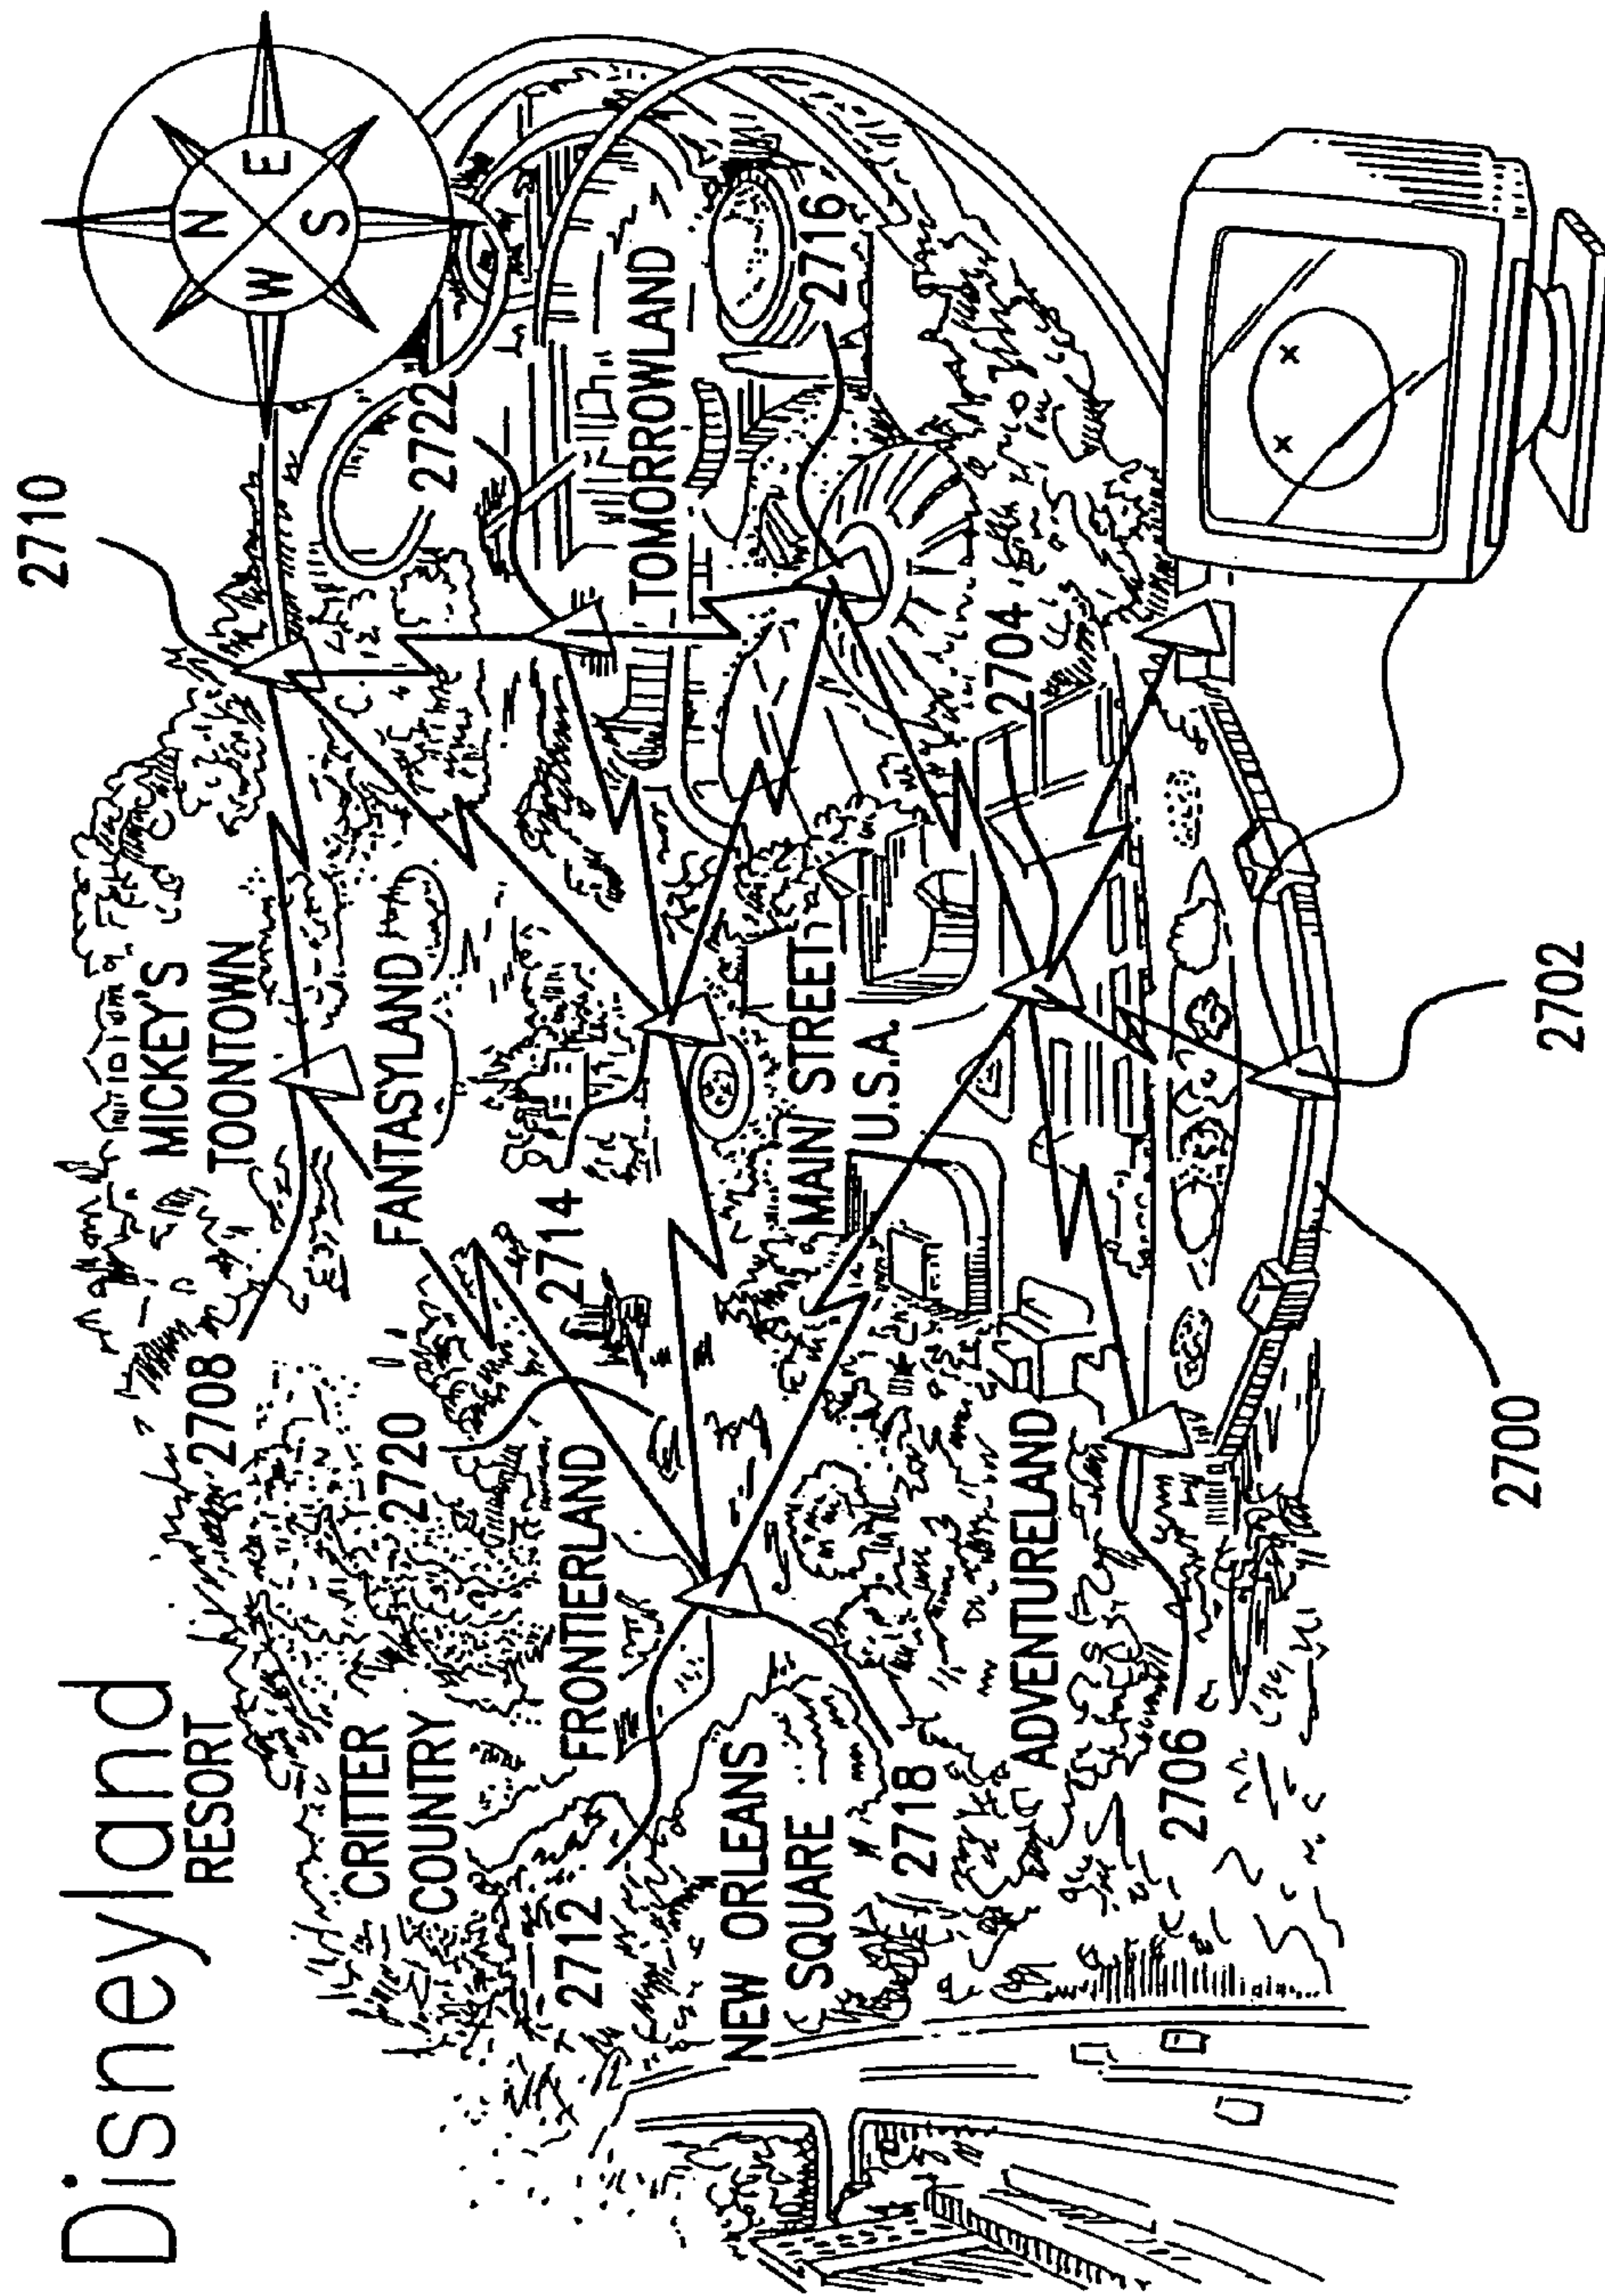 Disneyland
RESORT
2710
N
W E
S
MICKEY'S
TOONTOWN
2708
2722
CRITTER
COUNTRY
2720
FANTASYLAND
2712
FRONTIERLAND
2714
TOMORROWLAND
NEW ORLEANS
SQUARE
MAIN STREET
U.S.A.
2716
2718
2704
ADVENTURELAND
2706
x x
2700
2702